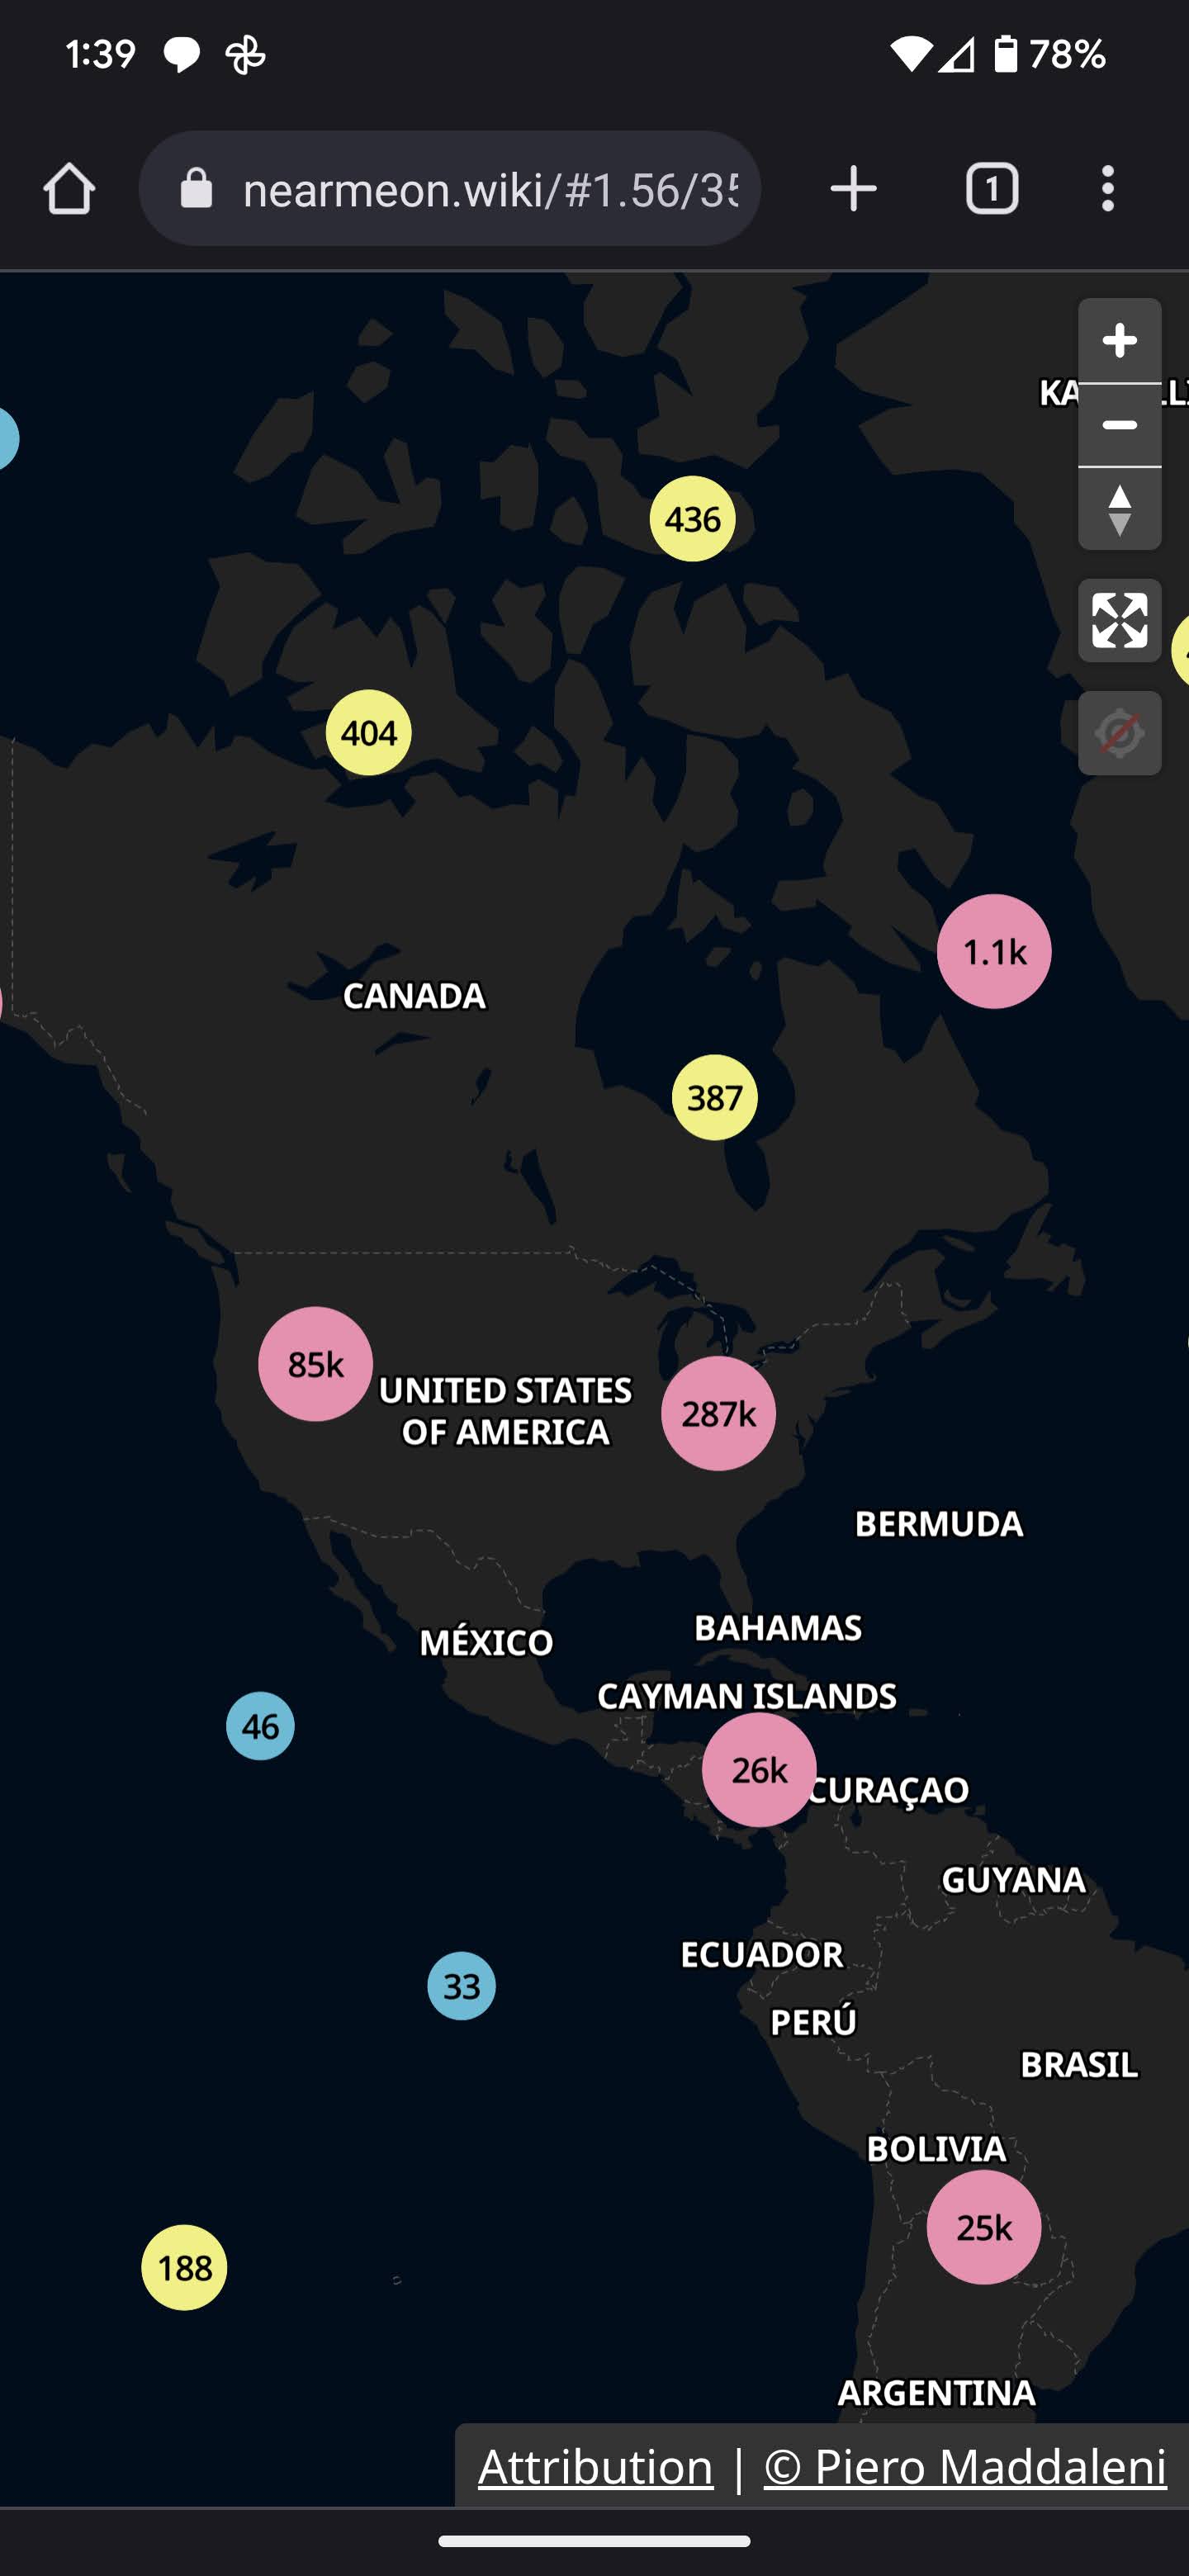 1:39 78%
nearmeon.wiki/#1.56/35
1
436
404
1.1k
CANADA
387
85k
UNITED STATES
OF AMERICA
287k
BERMUDA
BAHAMAS
MÉXICO
CAYMAN ISLANDS
46
26k
CURAÇAO
GUYANA
ECUADOR
33
PERÚ
BRASIL
BOLIVIA
25k
188
ARGENTINA
Attribution | © Piero Maddaleni